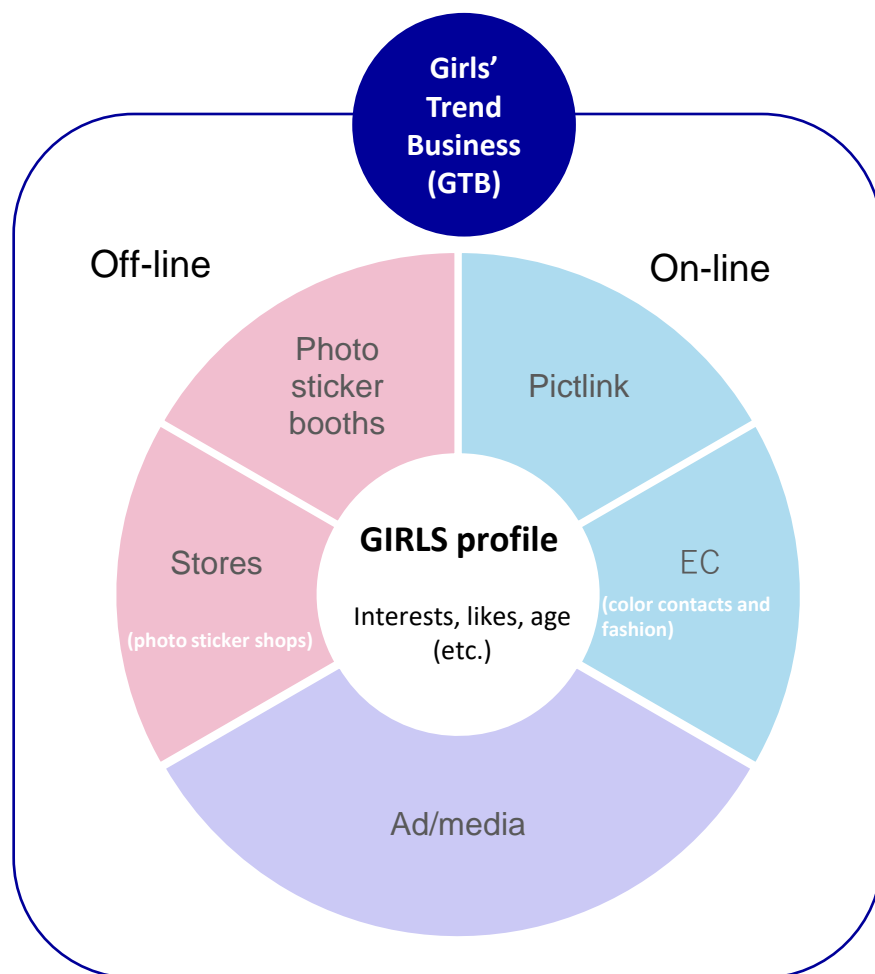 Girls'
Trend
Business
(GTB)
Off-line
On-line
Photo
sticker
booths
Pictlink
GIRLS profile
Interests, likes, age
(etc.)
Stores
(photo sticker shops)
EC
(color contacts and
fashion)
Ad/media